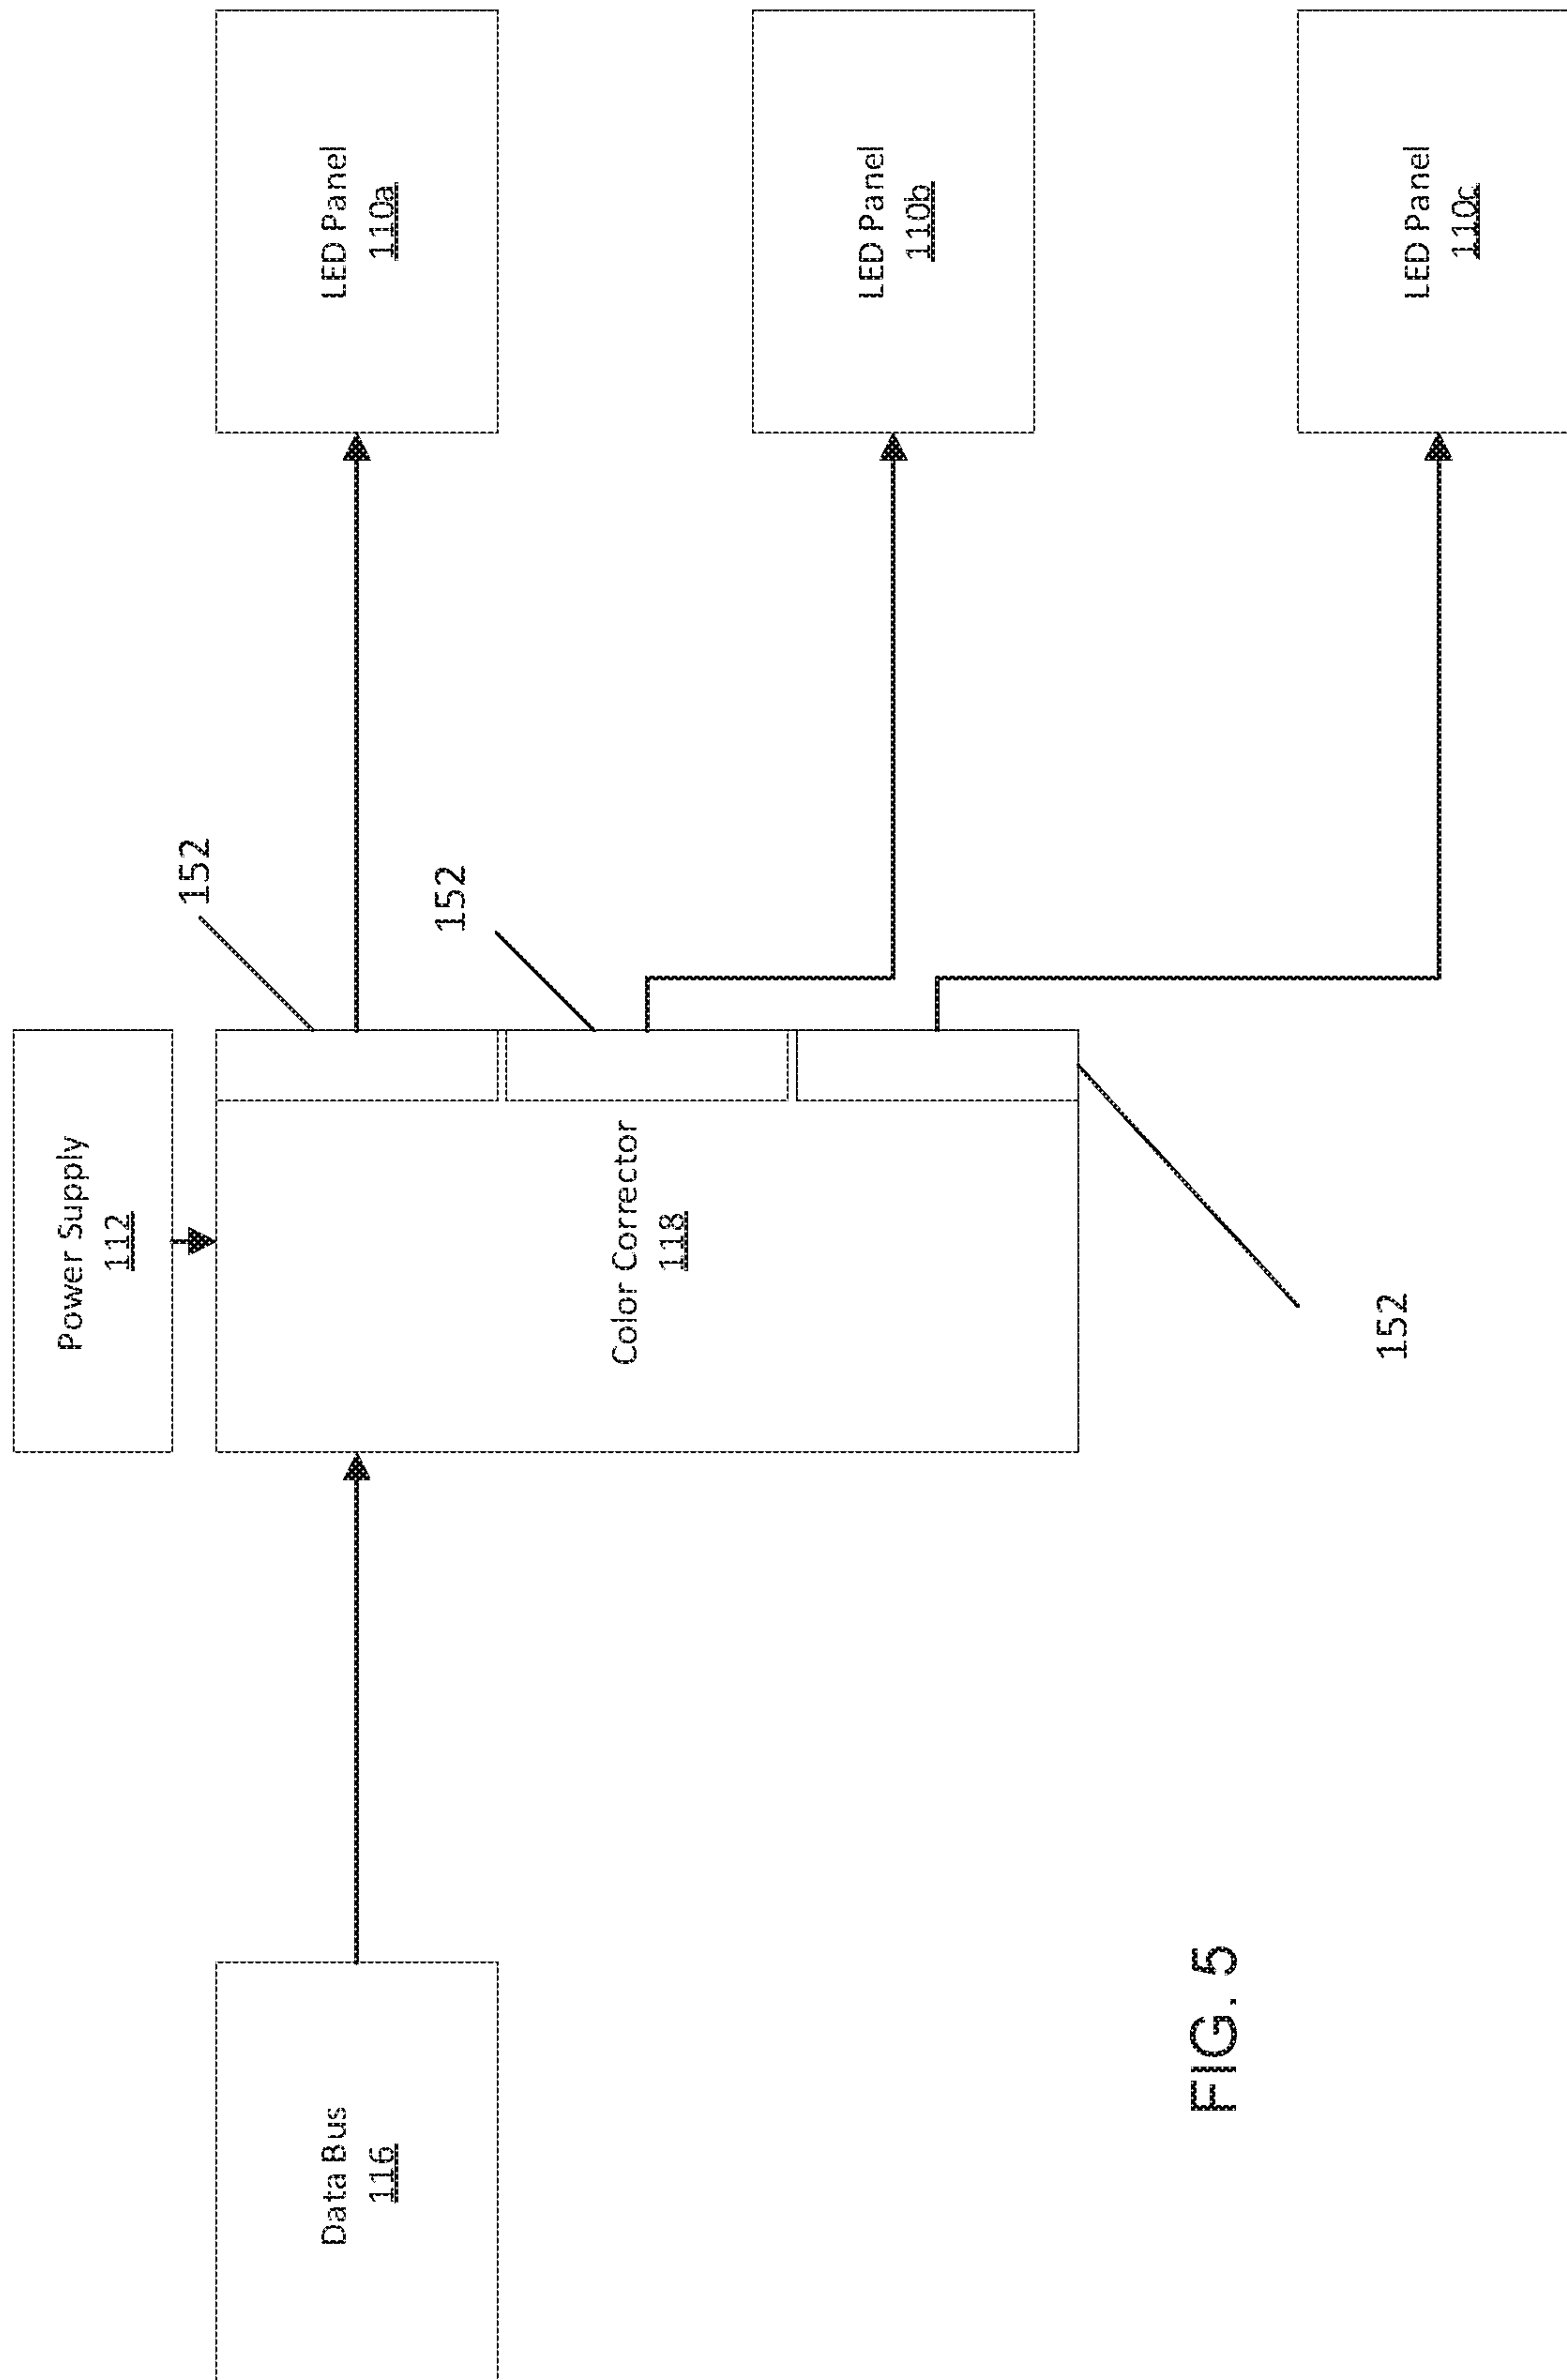 Power Supply
112
Data Bus
116
Color Corrector
118
152
152
152
LED Panel
110a
LED Panel
110b
LED Panel
110c
FIG. 5